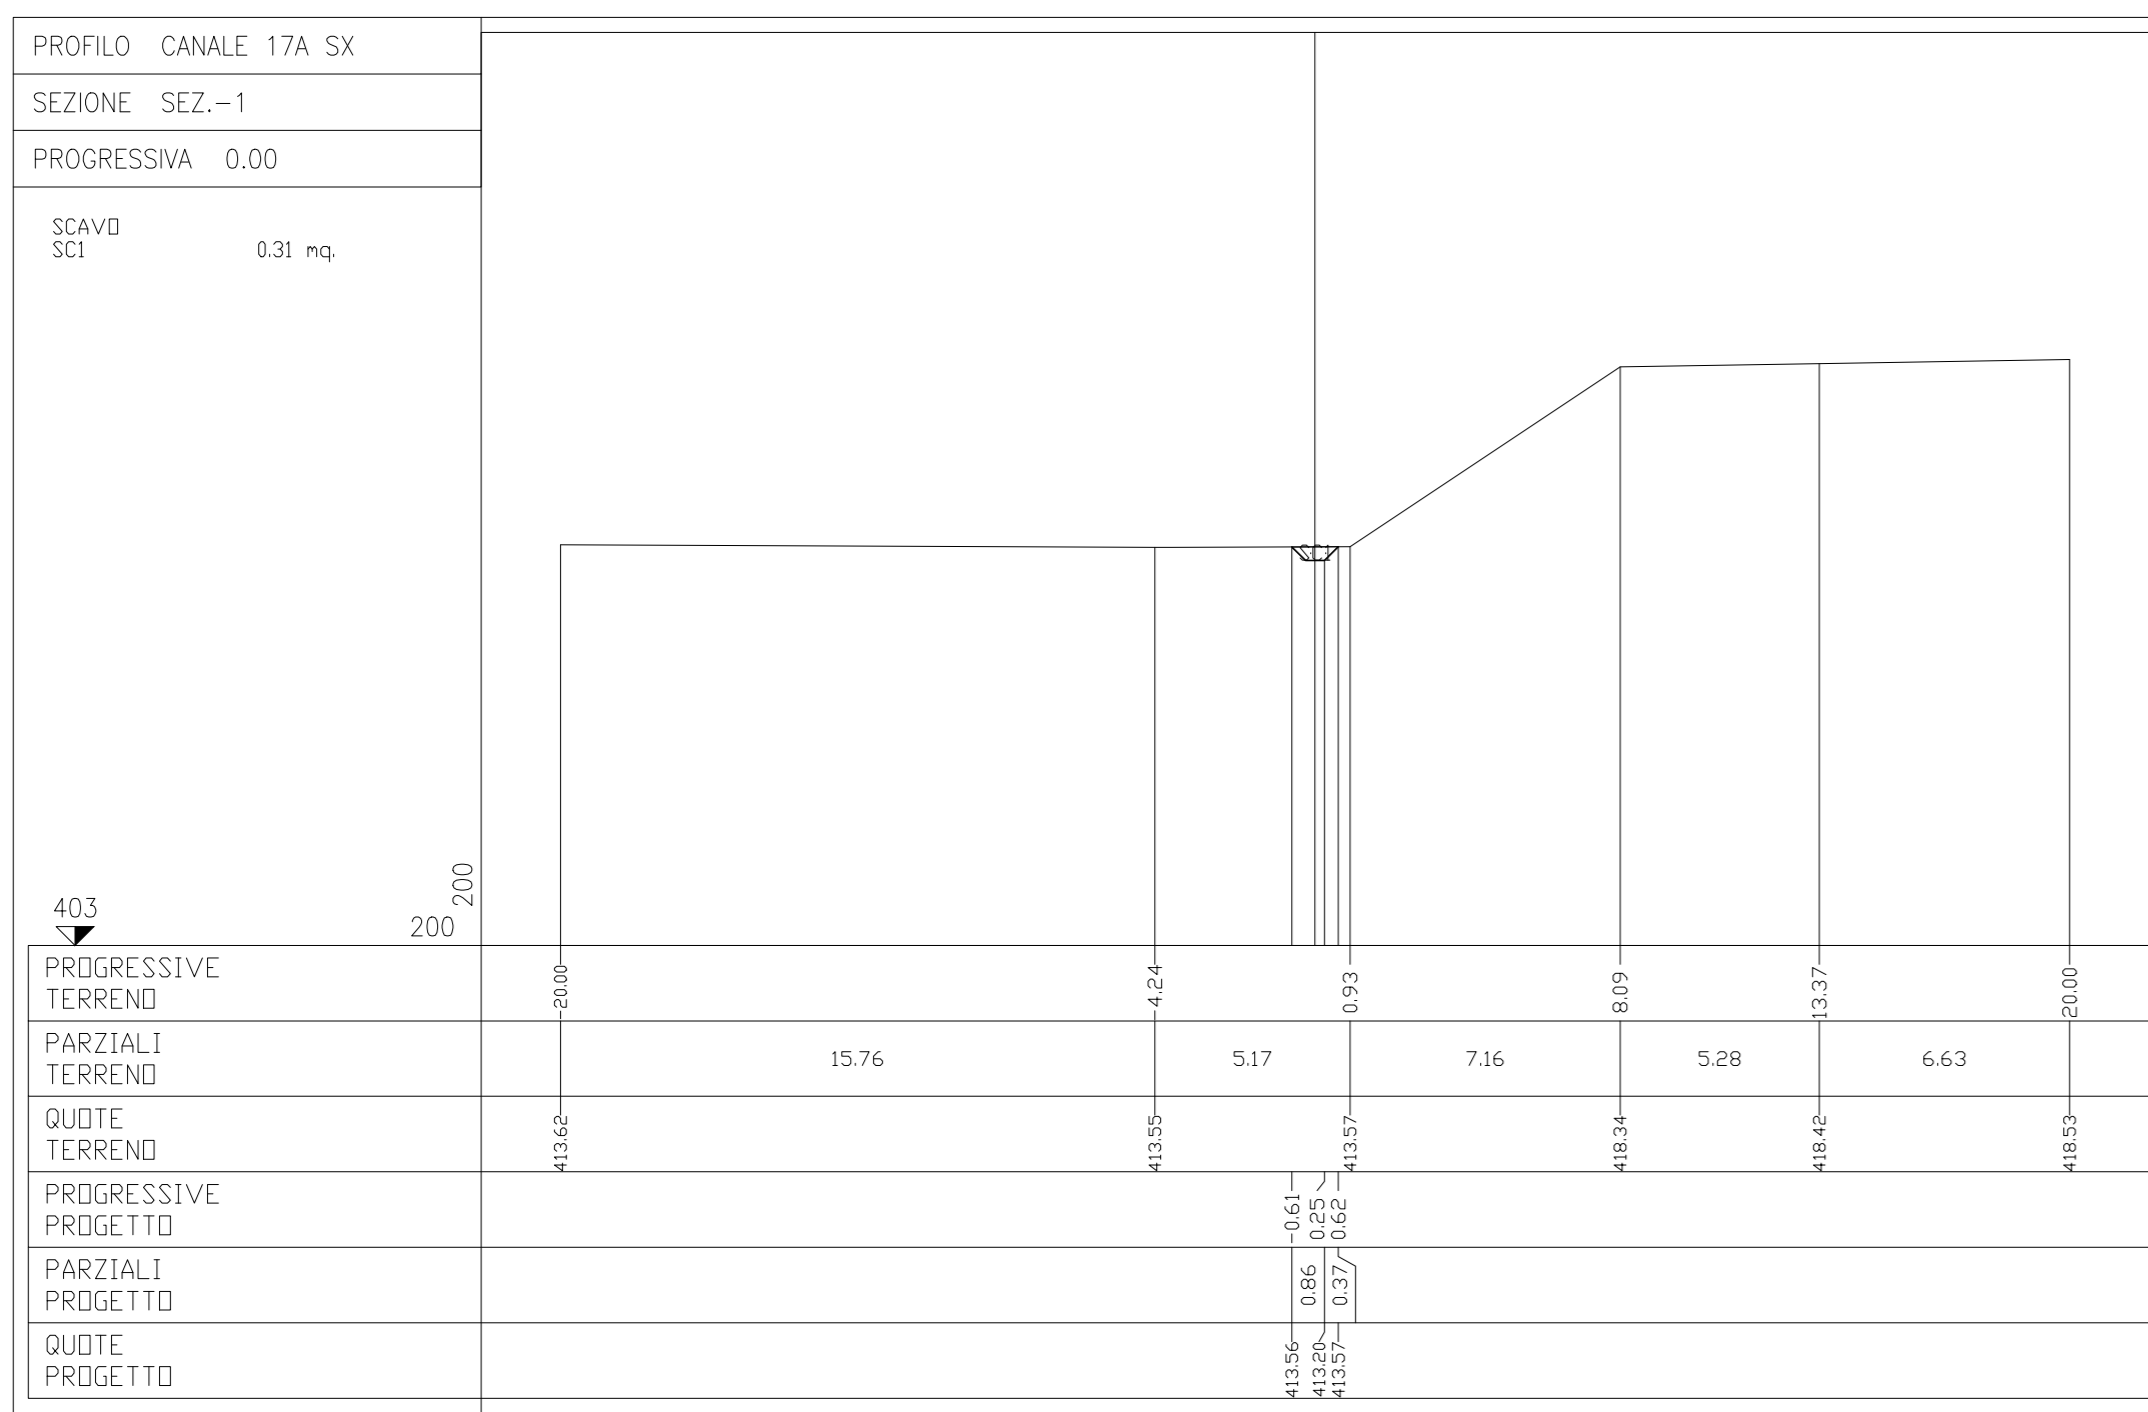 PROFILO CANALE 17A SX
SEZIONE SEZ.-1
PROGRESSIVA 0.00
SCAVO
SC1 0.31 mq.
403
200
200
PROGRESSIVE
TERRENO
-20.00 -4.24 0.93 8.09 13.37 20.00
PARZIALI
TERRENO
15.76 5.17 7.16 5.28 6.63
QUOTE
TERRENO
413.62 413.55 413.57 418.34 418.42 418.53
PROGRESSIVE
PROGETTO
-0.61 0.25 0.62
PARZIALI
PROGETTO
0.86 0.37
QUOTE
PROGETTO
413.56 413.20 413.57